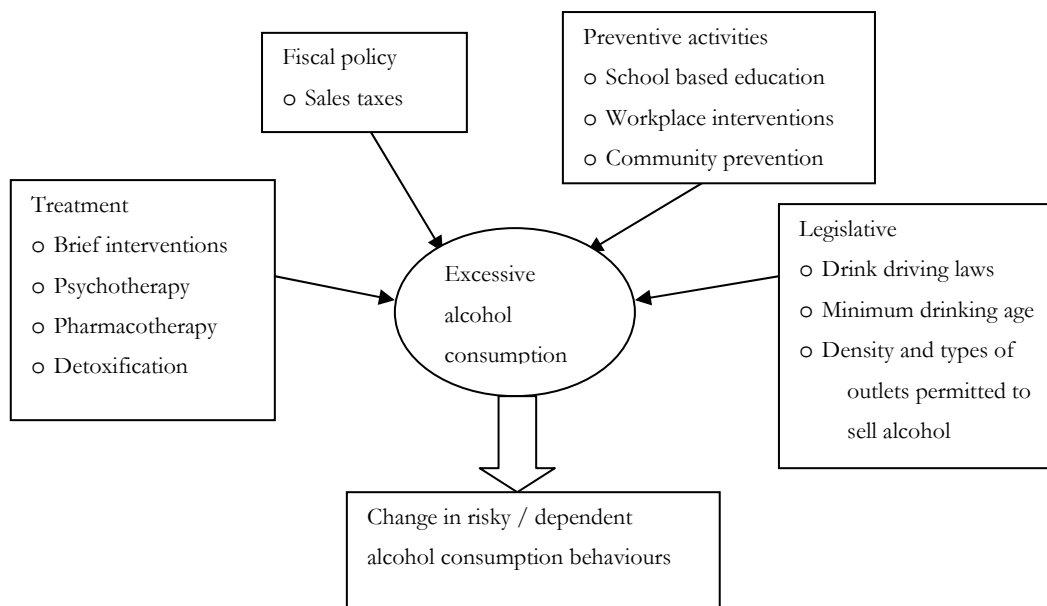 Fiscal policy
o Sales taxes
Preventive activities
o School based education
o Workplace interventions
o Community prevention
Treatment
o Brief interventions
o Psychotherapy
o Pharmacotherapy
o Detoxification
Excessive
alcohol
consumption
Legislative
o Drink driving laws
o Minimum drinking age
o Density and types of
outlets permitted to
sell alcohol
Change in risky / dependent
alcohol consumption behaviours